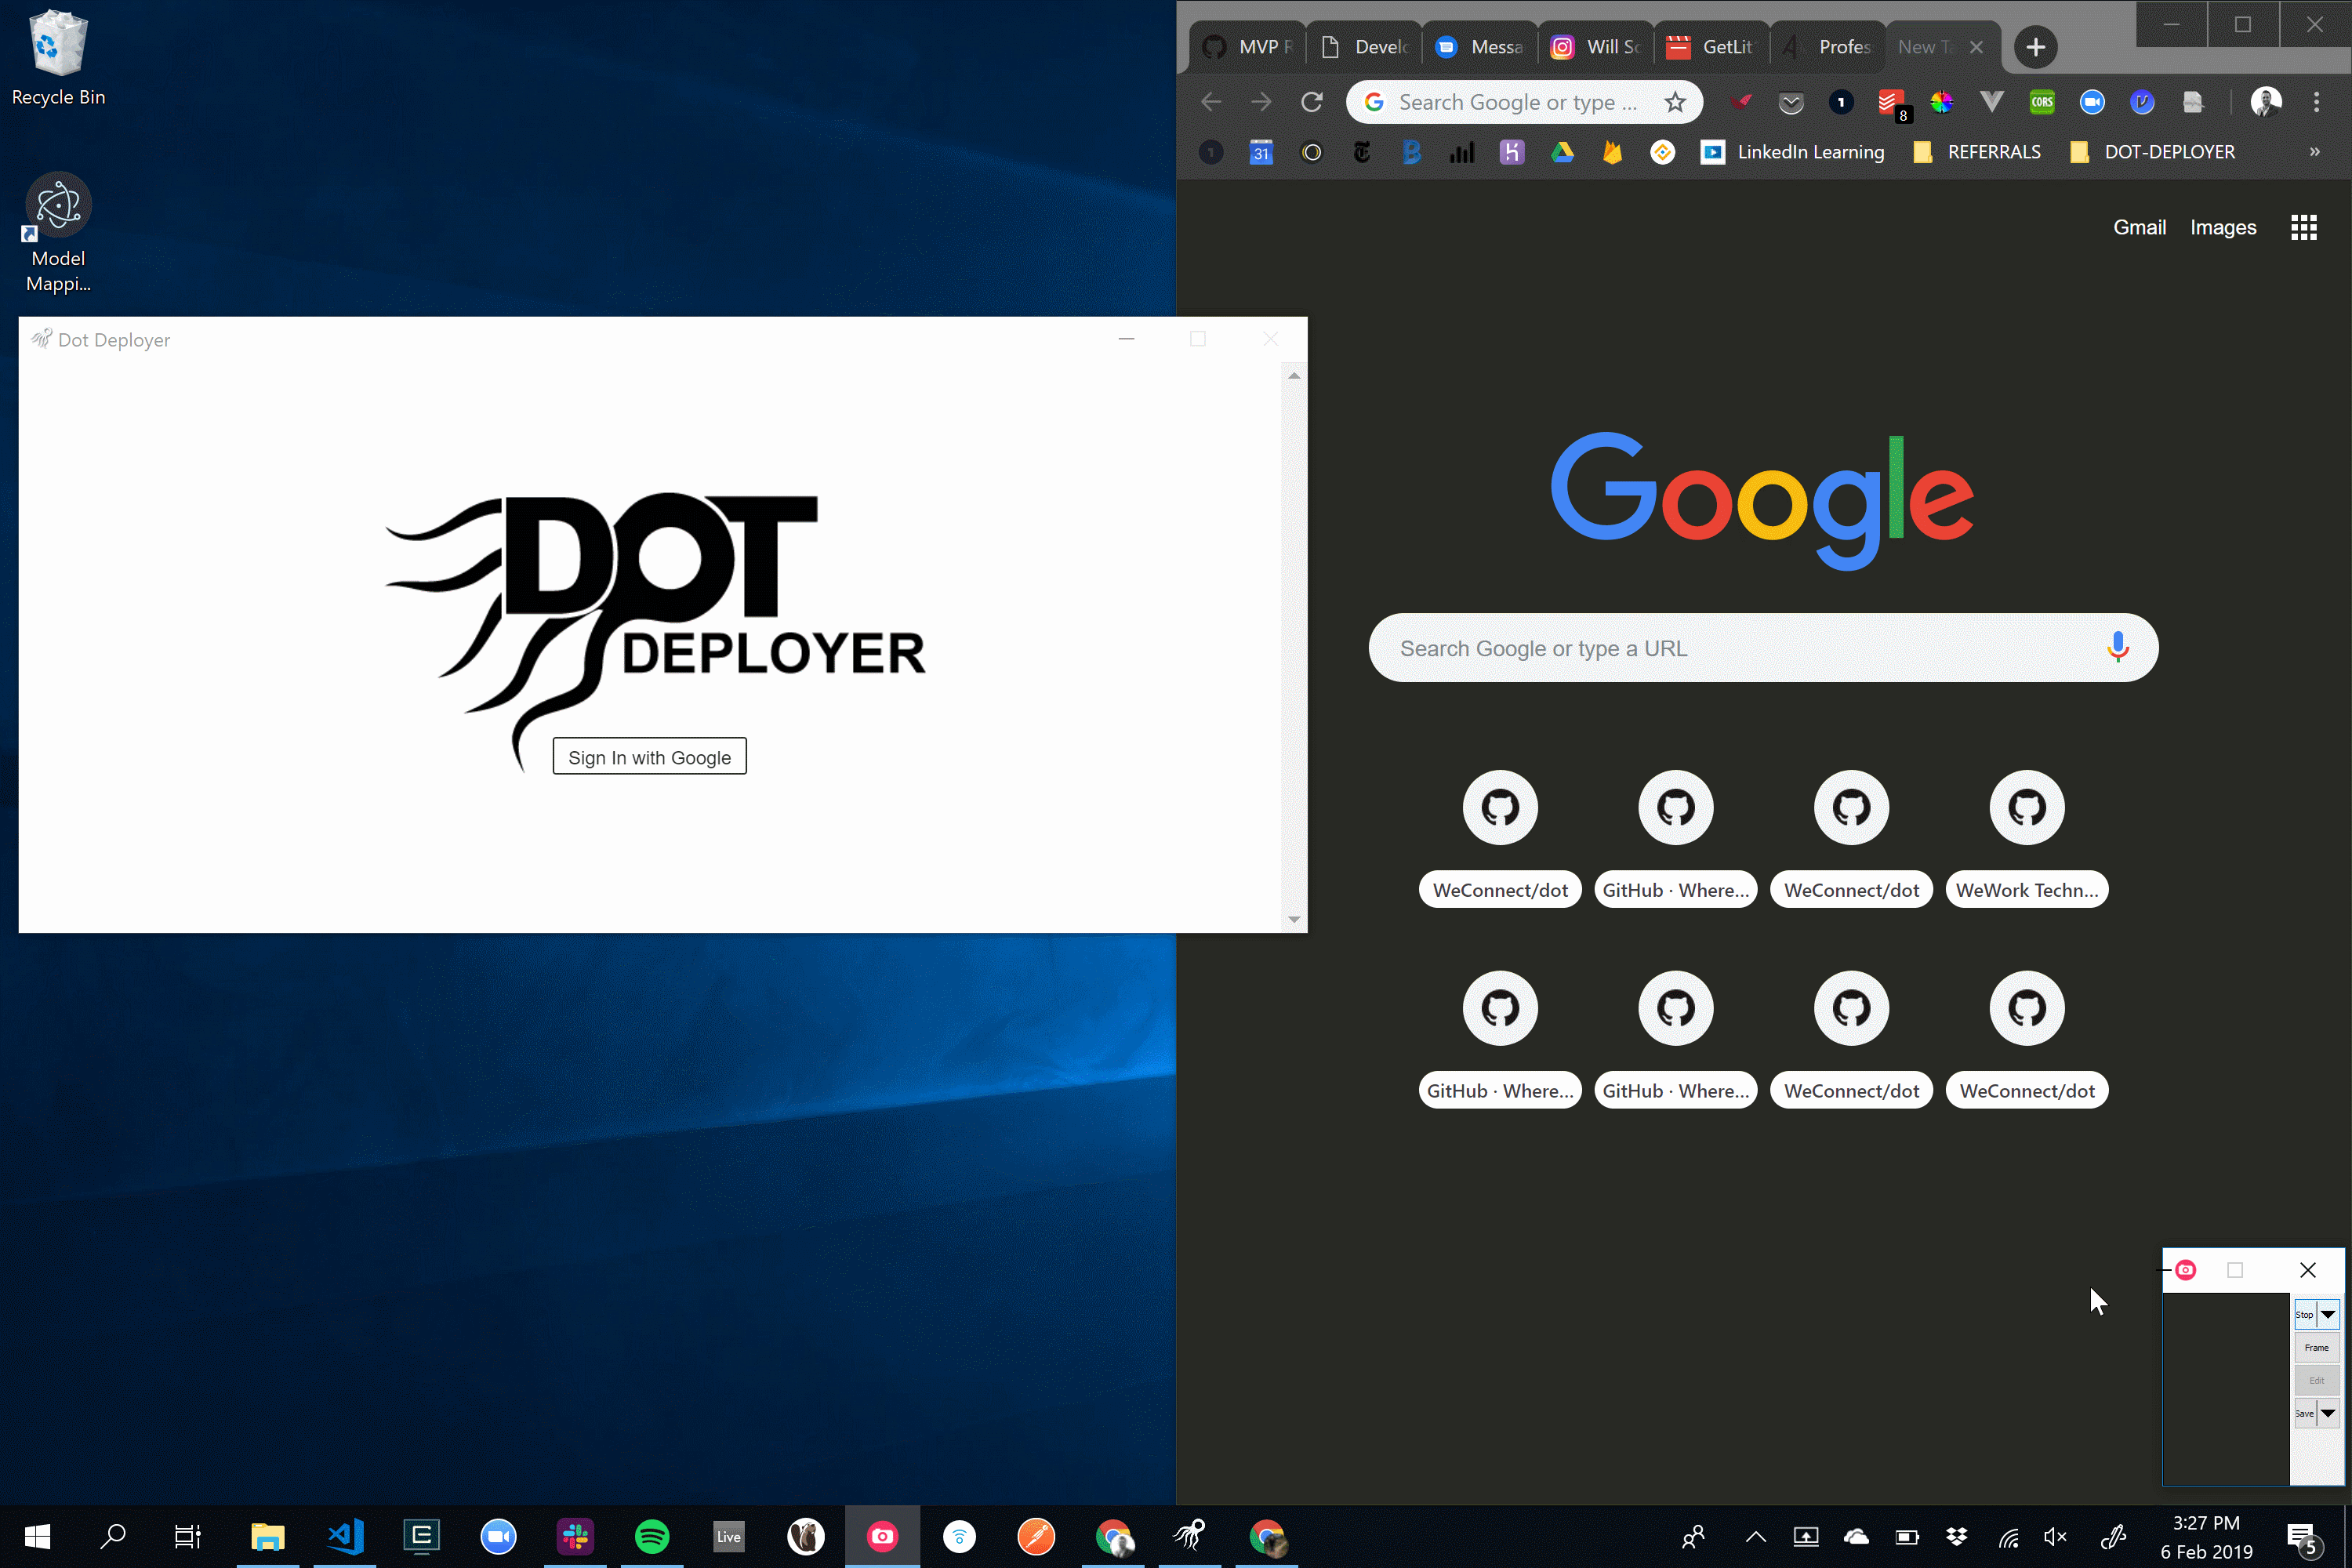 Recycle Bin
Model
Mappi...
Dot Deployer
DOT
DEPLOYER
Sign In with Google
MVP R
Develo
Messa
Will Sc
GetLit
Profes
New Ta
Search Google or type ...
1
8
CORS
1
31
LinkedIn Learning
REFERRALS
DOT-DEPLOYER
»
Gmail Images
Google
Search Google or type a URL
WeConnect/dot
GitHub · Where...
WeConnect/dot
WeWork Techn...
GitHub · Where...
GitHub · Where...
WeConnect/dot
WeConnect/dot
Stop
Frame
Edit
Save
Live
3:27 PM
6 Feb 2019
5